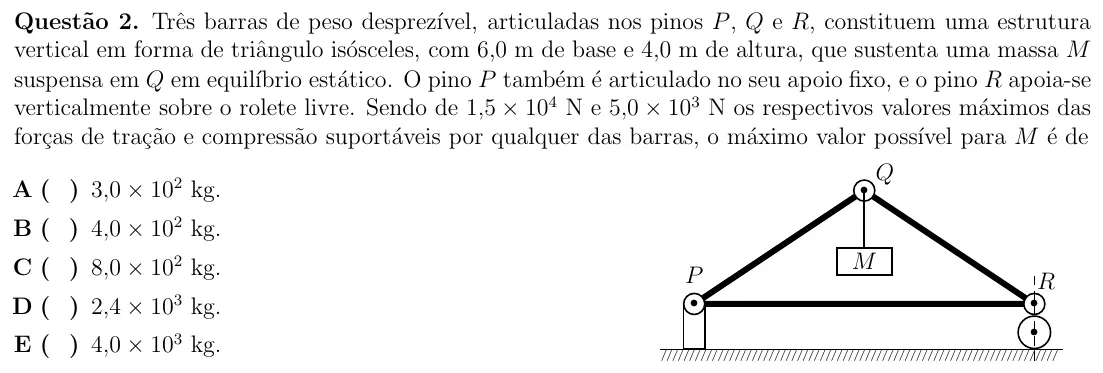 Questão 2. Três barras de peso desprezível, articuladas nos pinos P, Q e R, constituem uma estrutura
vertical em forma de triângulo isósceles, com 6,0 m de base e 4,0 m de altura, que sustenta uma massa M
suspensa em Q em equilíbrio estático. O pino P também é articulado no seu apoio fixo, e o pino R apoia-se
verticalmente sobre o rolete livre. Sendo de 1,5 × 10⁴ N e 5,0 × 10³ N os respectivos valores máximos das
forças de tração e compressão suportáveis por qualquer das barras, o máximo valor possível para M é de
A ( ) 3,0 × 10² kg.
B ( ) 4,0 × 10² kg.
C ( ) 8,0 × 10² kg.
D ( ) 2,4 × 10³ kg.
E ( ) 4,0 × 10³ kg.
Q
M
P
R